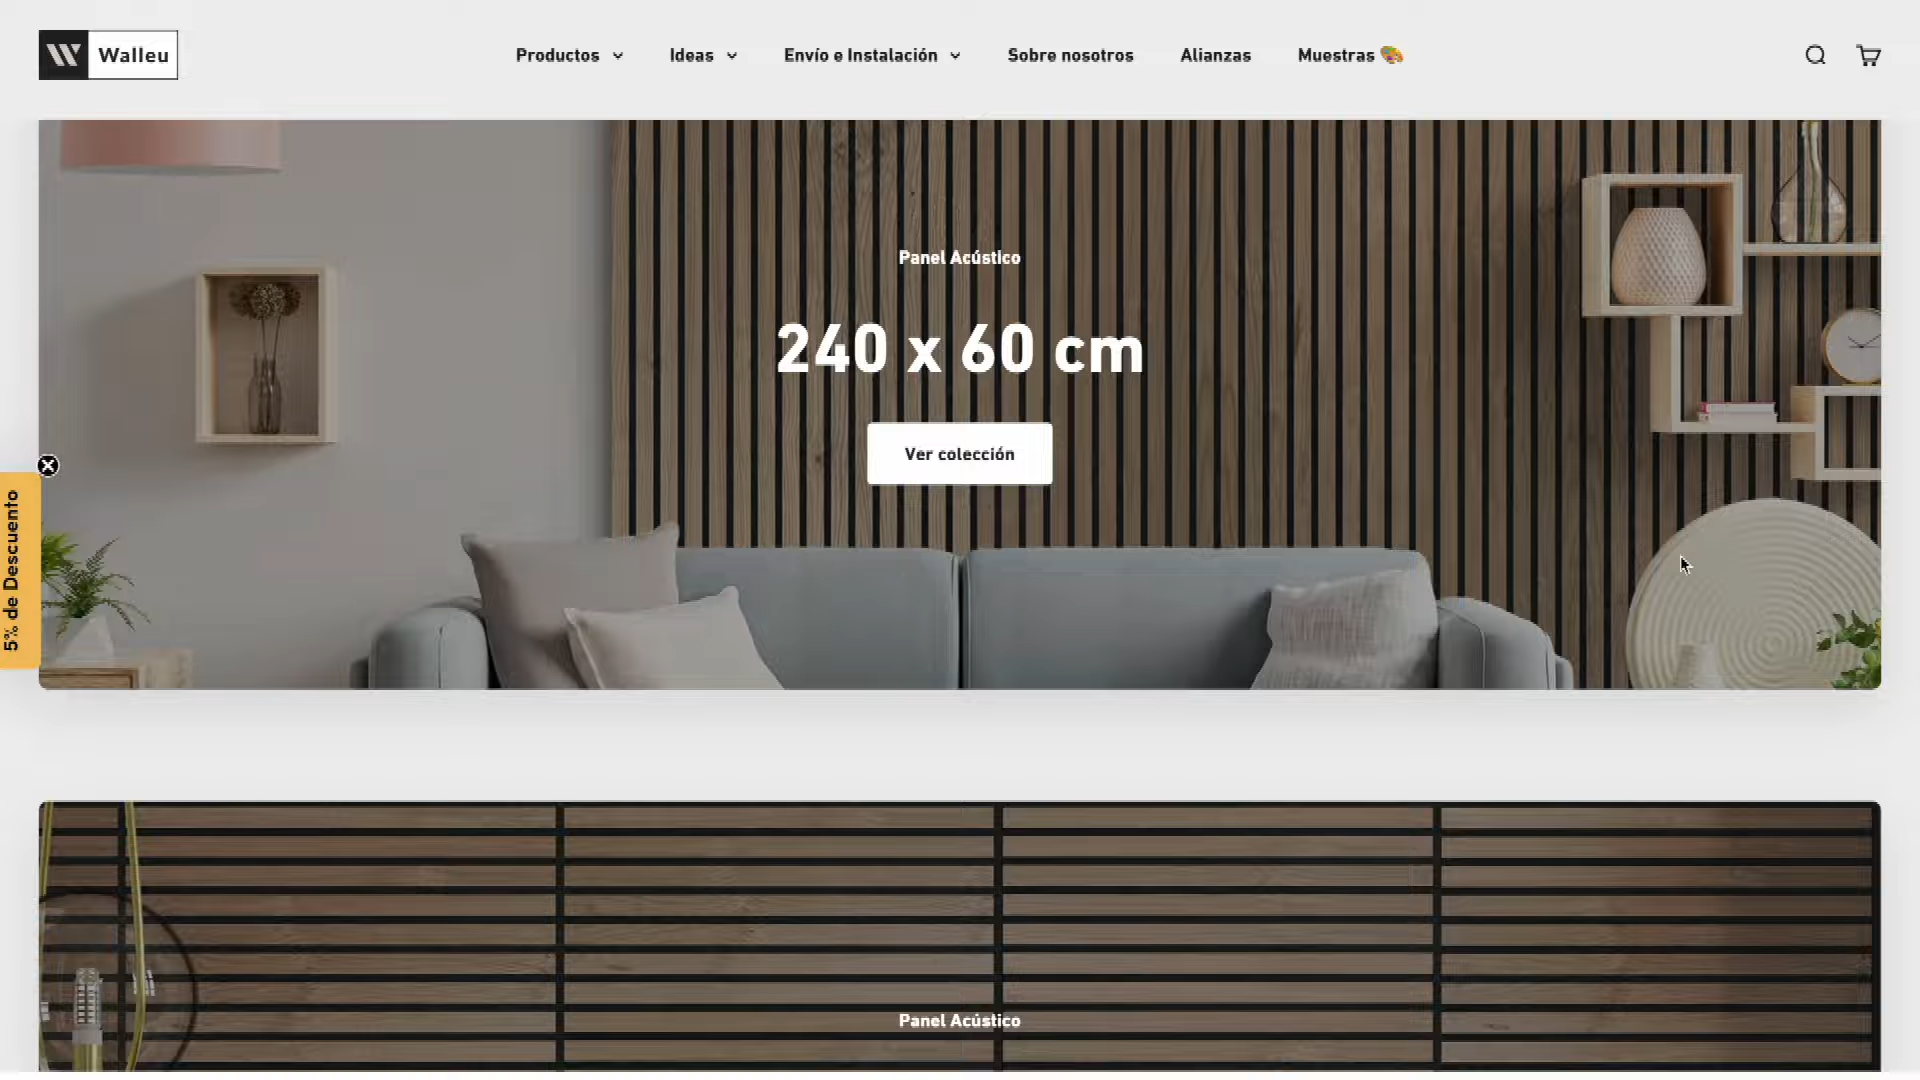 Walleu
Productos
Ideas
Envío e Instalación
Sobre nosotros
Alianzas
Muestras 🎨
Panel Acústico
240 x 60 cm
Ver colección
5% de Descuento
Panel Acústico